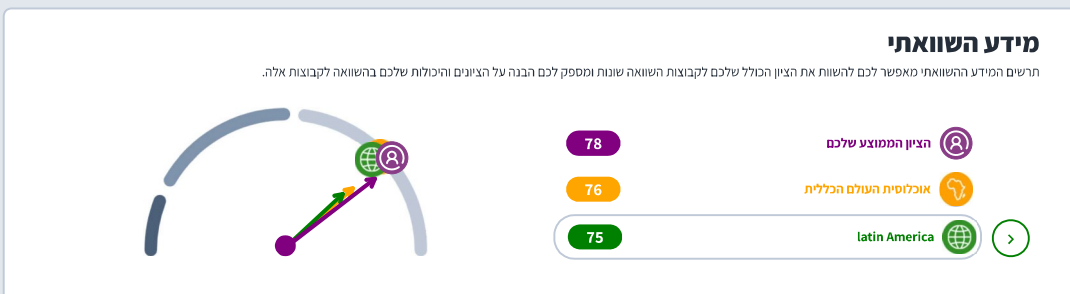 מידע השוואתי
תרשים המידע ההשוואתי מאפשר לכם להשוות את הציון הכולל שלכם לקבוצות השוואה שונות ומספק לכם הבנה על הציונים והיכולות שלכם בהשוואה לקבוצות אלה.
הציון הממוצע שלכם 78
אוכלוסית העולם הכללית 76
latin America 75